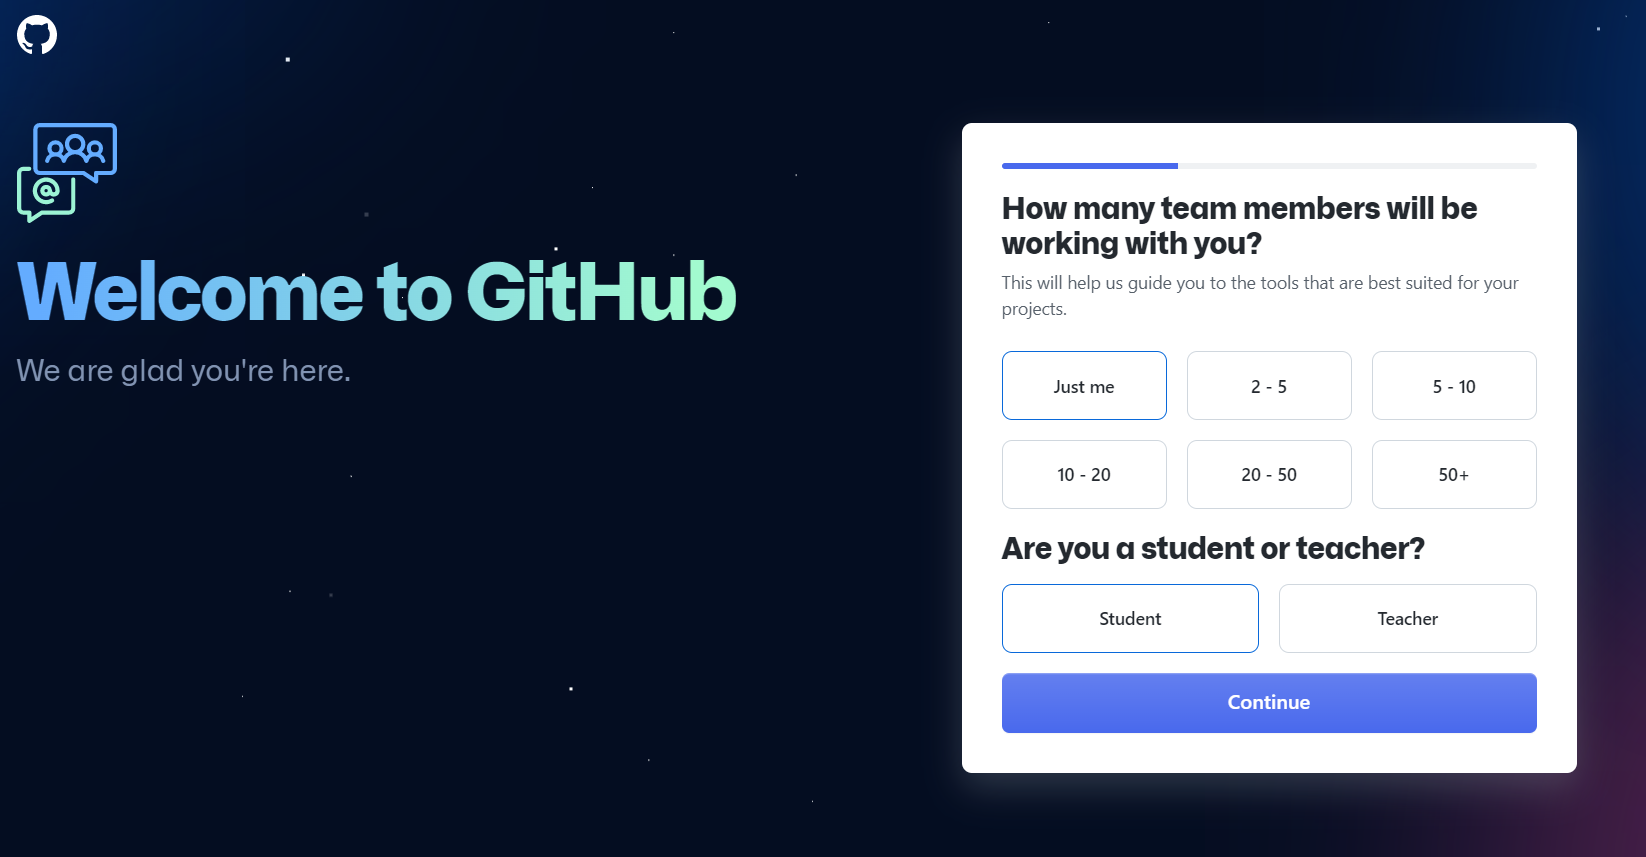 Welcome to GitHub
We are glad you're here.
How many team members will be
working with you?
This will help us guide you to the tools that are best suited for your
projects.
Just me
2 - 5
5 - 10
10 - 20
20 - 50
50+
Are you a student or teacher?
Student
Teacher
Continue